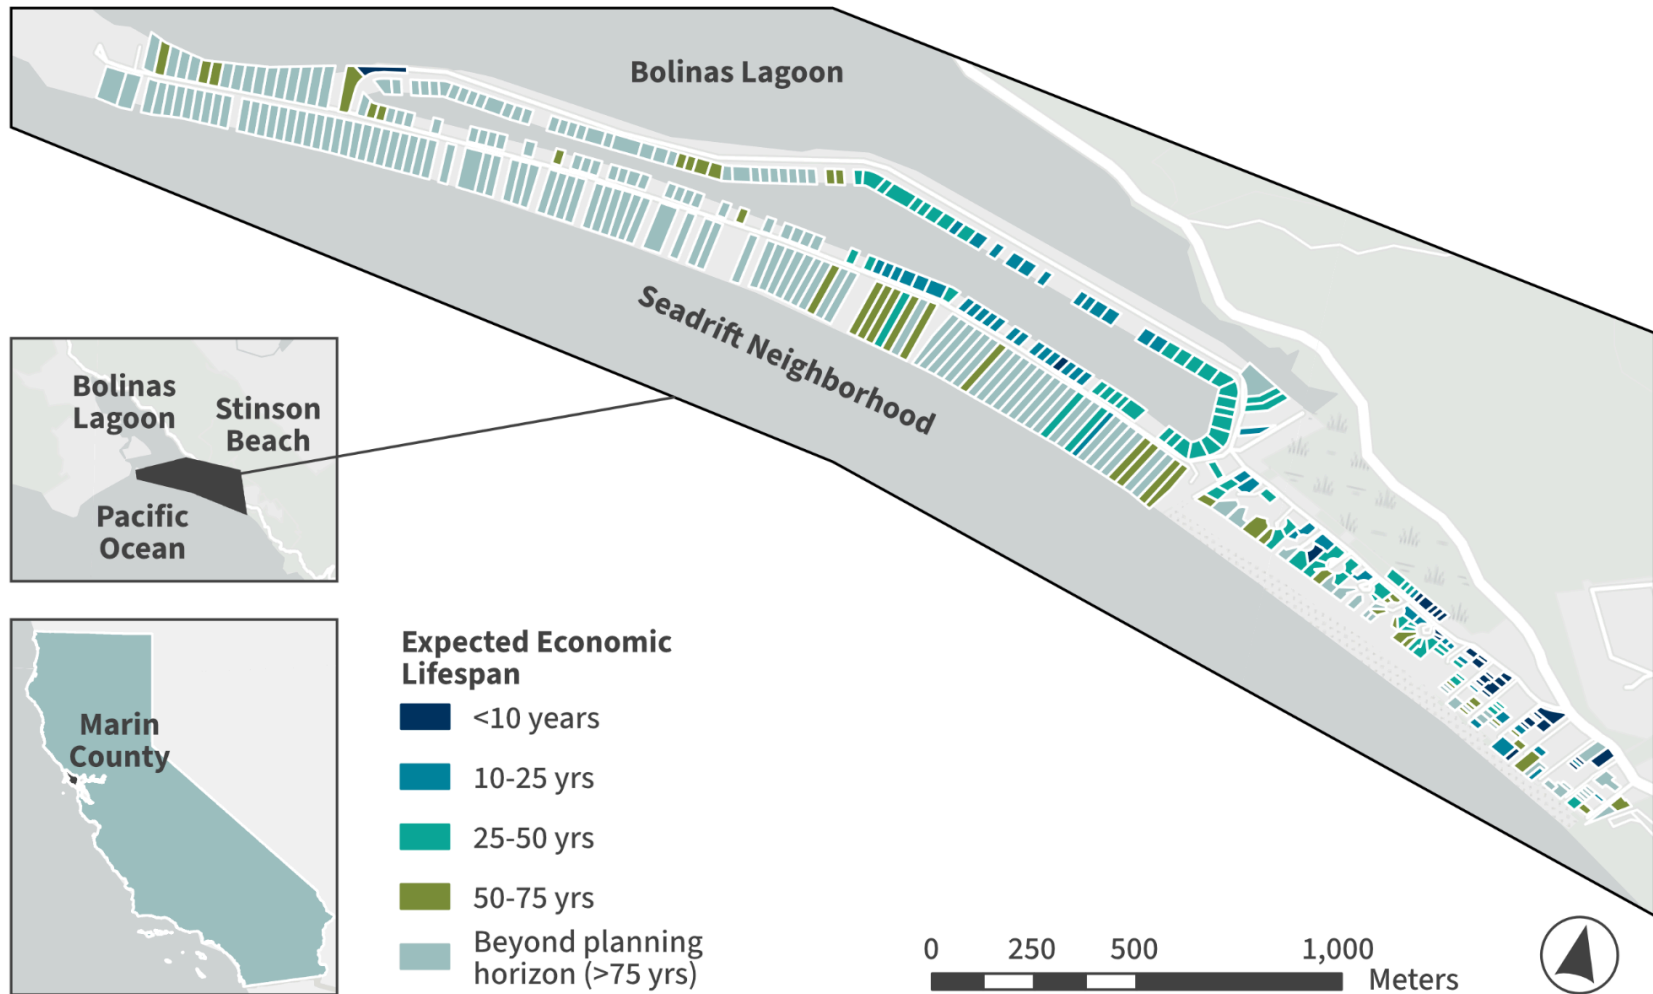 Bolinas Lagoon
Seadrift Neighborhood
Bolinas
Lagoon
Stinson
Beach
Pacific
Ocean
Marin
County
Expected Economic
Lifespan
<10 years
10-25 yrs
25-50 yrs
50-75 yrs
Beyond planning
horizon (>75 yrs)
0 250 500 1,000
Meters